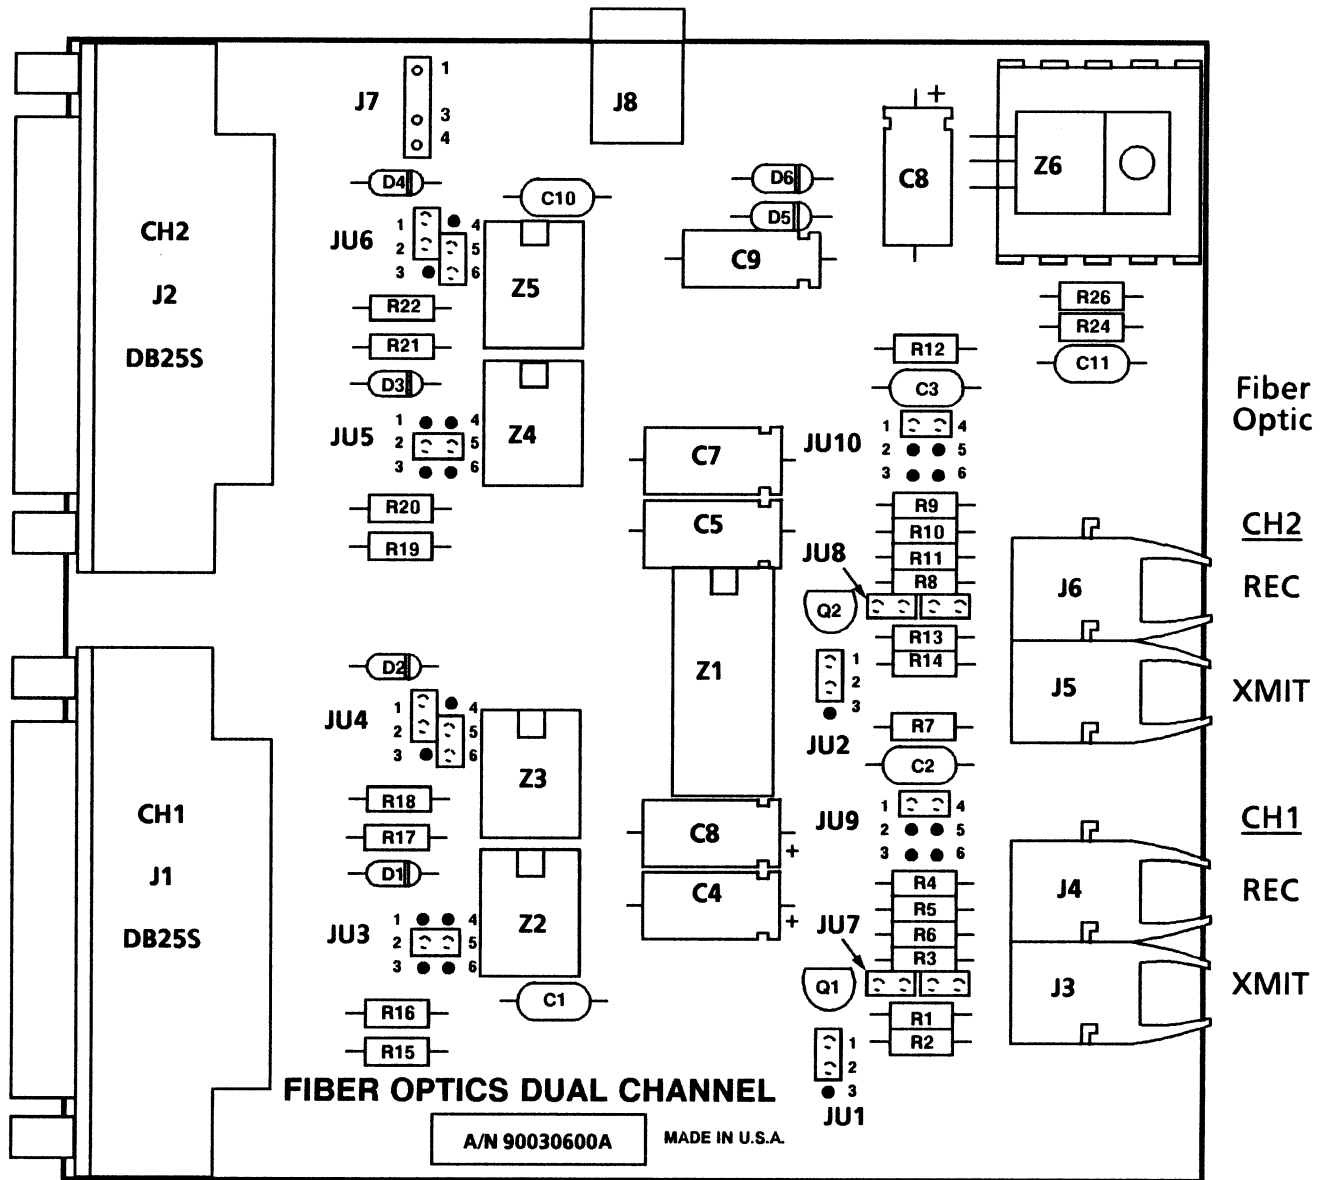 J7
1
3
4
J8
+
C8
Z6
D4
C10
D6
D5
CH2
J2
DB25S
JU6
1
2
3
4
5
6
Z5
C9
R22
R21
D3
R26
R24
C11
R12
C3
Fiber
Optic
JU5
1
2
3
4
5
6
Z4
C7
C5
JU10
1
2
3
4
5
6
R20
R19
R9
R10
R11
R8
JU8
Q2
R13
R14
CH2
REC
XMIT
J6
J5
Z1
1
2
3
JU2
R7
C2
D2
JU4
1
2
3
4
5
6
Z3
CH1
J1
DB25S
R18
R17
D1
C8
+
C4
+
JU9
1
2
3
4
5
6
CH1
REC
XMIT
J4
J3
JU3
1
2
3
4
5
6
Z2
C1
R4
R5
R6
R3
JU7
Q1
R1
R2
R16
R15
1
2
3
JU1
FIBER OPTICS DUAL CHANNEL
A/N 90030600A
MADE IN U.S.A.